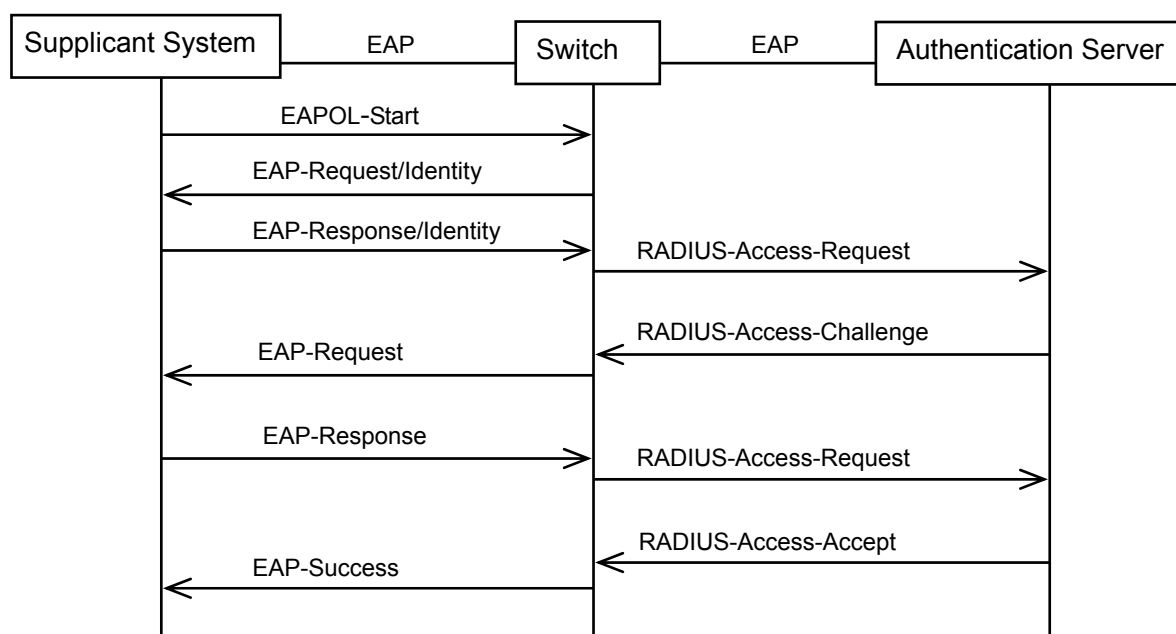 Supplicant System
EAP
Switch
EAP
Authentication Server
EAPOL-Start
EAP-Request/Identity
EAP-Response/Identity
RADIUS-Access-Request
RADIUS-Access-Challenge
EAP-Request
EAP-Response
RADIUS-Access-Request
RADIUS-Access-Accept
EAP-Success